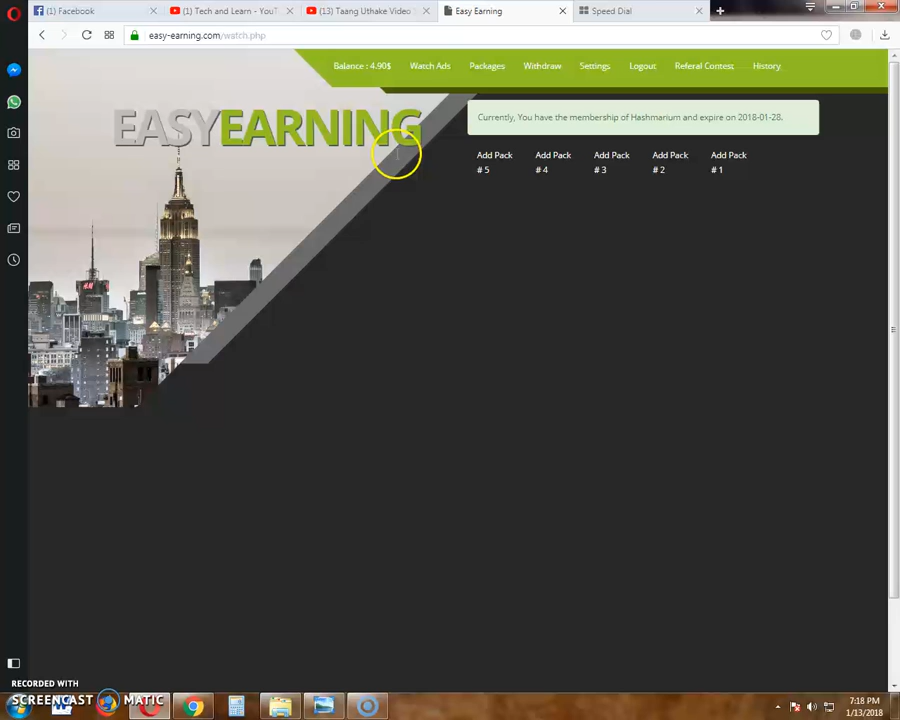 (1) Facebook
(1) Tech and Learn - YouT
(13) Taang Uthake Video
Easy Earning
Speed Dial
easy-earning.com/watch.php
Balance : 4.90$
Watch Ads
Packages
Withdraw
Settings
Logout
Referal Contest
History
EASYEARNING
Currently, You have the membership of Hashmarium and expire on 2018-01-28.
Add Pack # 5
Add Pack # 4
Add Pack # 3
Add Pack # 2
Add Pack # 1
H&M
RECORDED WITH
SCREENCAST MATIC
7:18 PM
1/13/2018